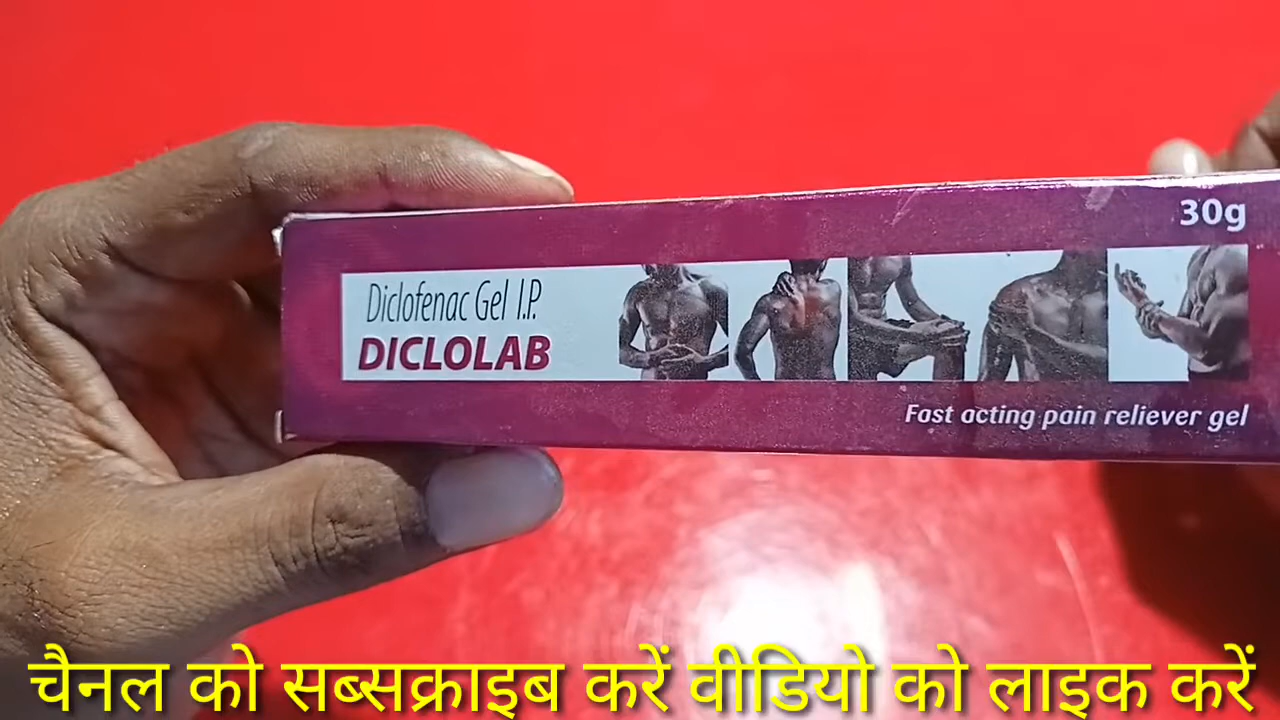 30g
Diclofenac Gel I.P.
DICLOLAB
Fast acting pain reliever gel
चैनल को सब्सक्राइब करें वीडियो को लाइक करें